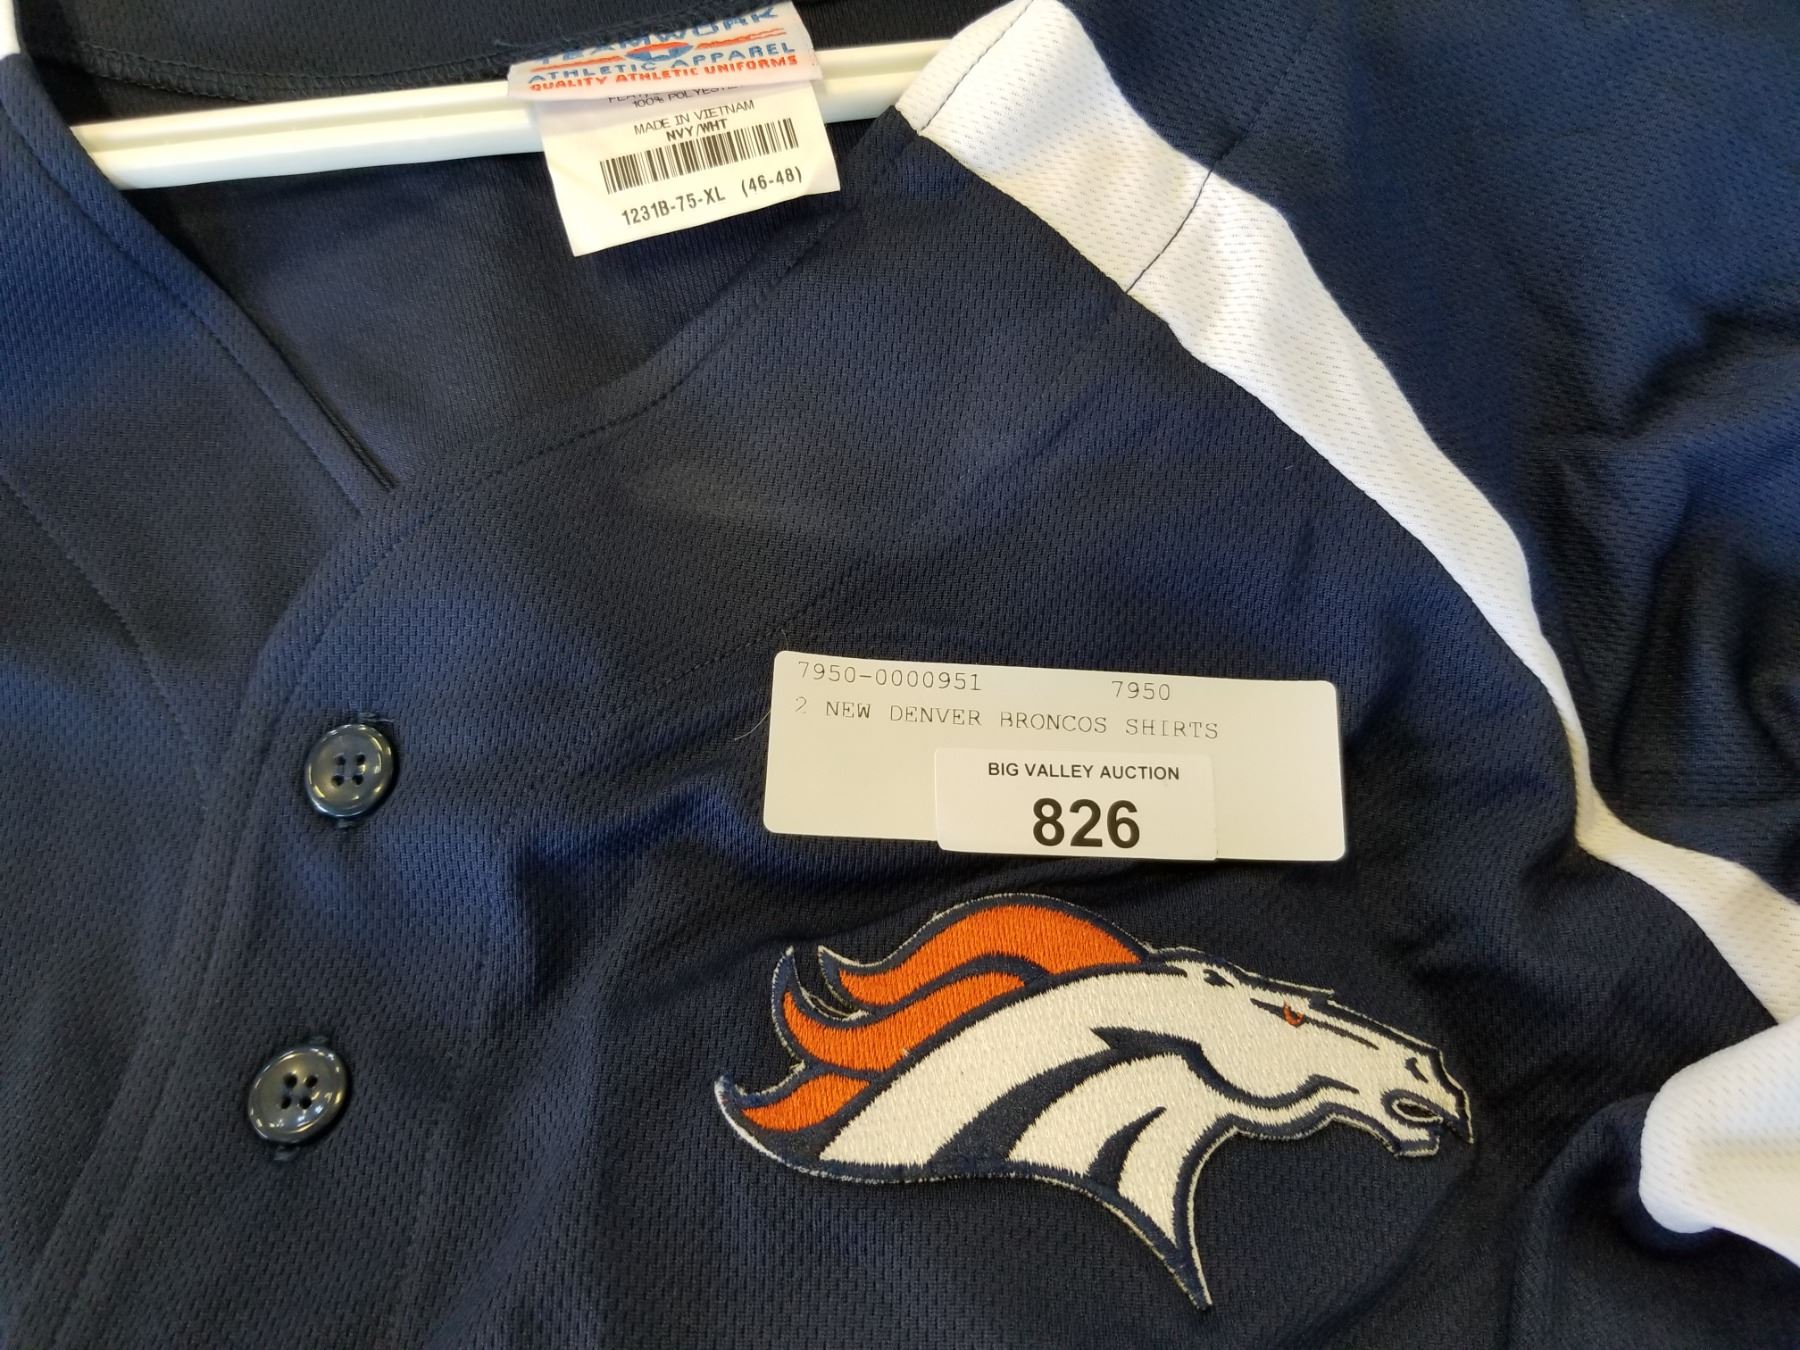 TEAMWORK
ATHLETIC APPAREL
QUALITY ATHLETIC UNIFORMS
100% POLYESTER
MADE IN VIETNAM
NVY/WHT
1231B-75-XL (46-48)
7950-0000951 7950
2 NEW DENVER BRONCOS SHIRTS
BIG VALLEY AUCTION
826